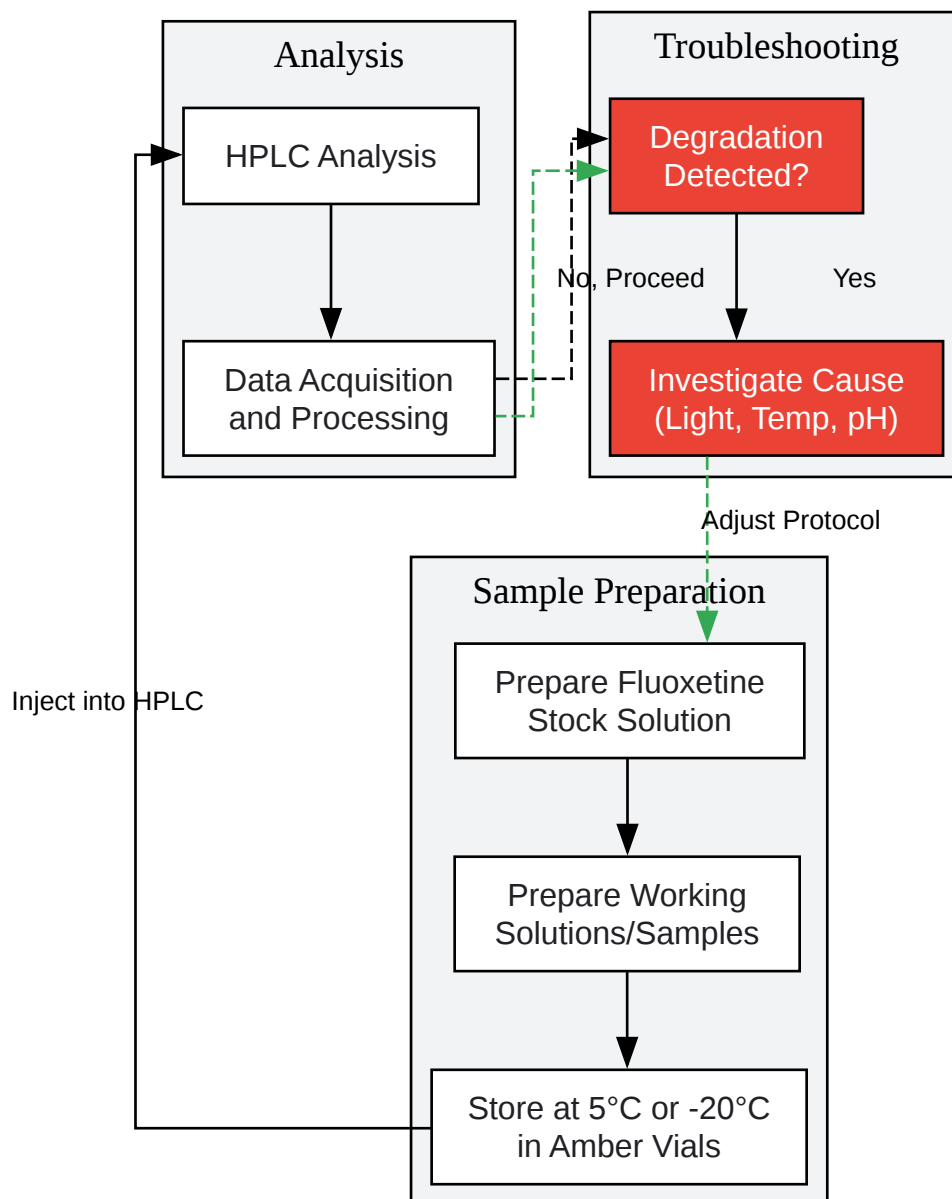 Analysis
HPLC Analysis
Data Acquisition
and Processing
Troubleshooting
Degradation
Detected?
No, Proceed
Yes
Investigate Cause
(Light, Temp, pH)
Adjust Protocol
Sample Preparation
Prepare Fluoxetine
Stock Solution
Inject into HPLC
Prepare Working
Solutions/Samples
Store at 5°C or -20°C
in Amber Vials